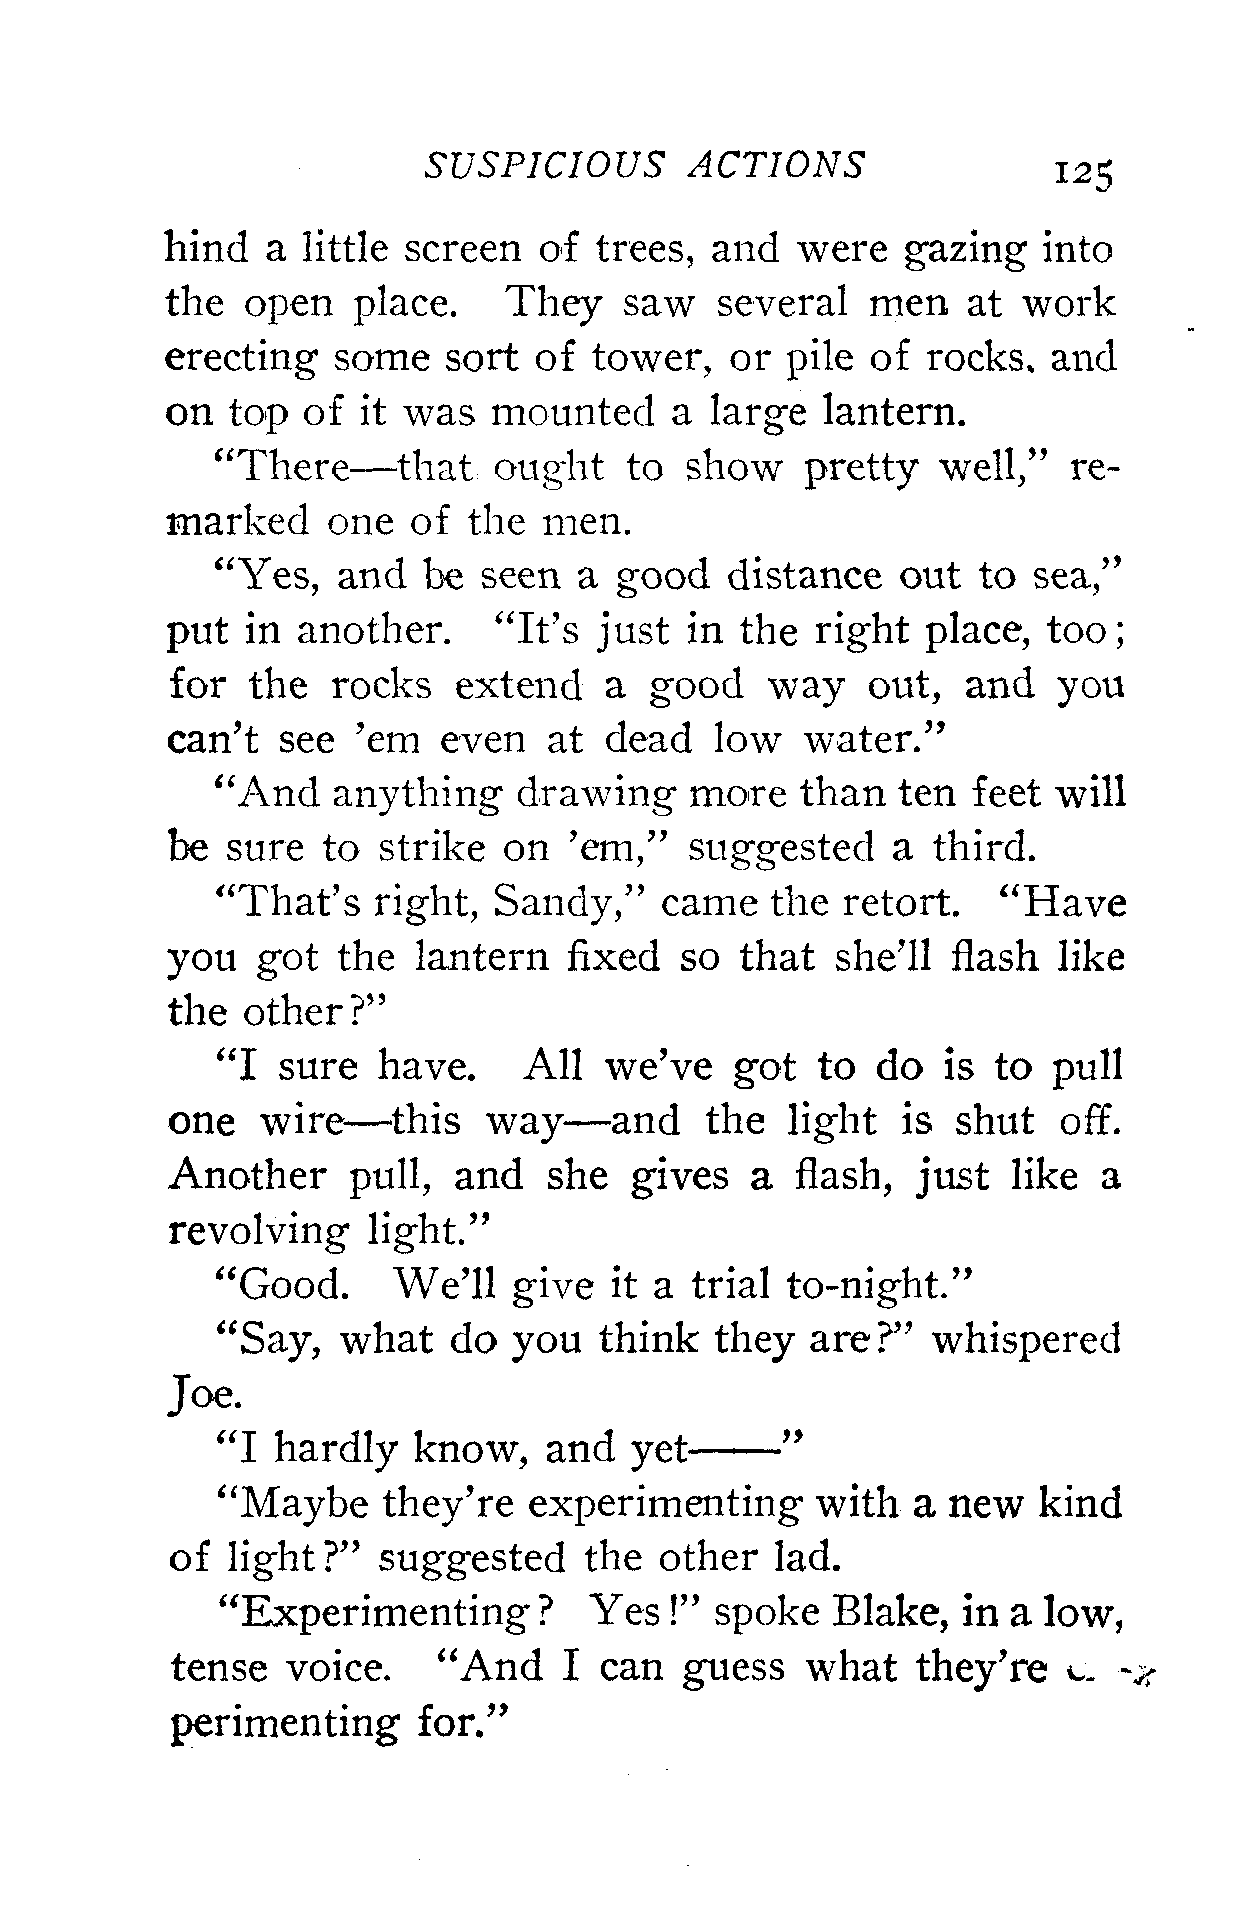 SUSPICIOUS ACTIONS 125
hind a little screen of trees, and were gazing into
the open place. They saw several men at work
erecting some sort of tower, or pile of rocks, and
on top of it was mounted a large lantern.
“There—that ought to show pretty well,” re-
marked one of the men.
“Yes, and be seen a good distance out to sea,”
put in another. “It’s just in the right place, too;
for the rocks extend a good way out, and you
can’t see ’em even at dead low water.”
“And anything drawing more than ten feet will
be sure to strike on ’em,” suggested a third.
“That’s right, Sandy,” came the retort. “Have
you got the lantern fixed so that she’ll flash like
the other?”
“I sure have. All we’ve got to do is to pull
one wire—this way—and the light is shut off.
Another pull, and she gives a flash, just like a
revolving light.”
“Good. We’ll give it a trial to-night.”
“Say, what do you think they are?” whispered
Joe.
“I hardly know, and yet——”
“Maybe they’re experimenting with a new kind
of light?” suggested the other lad.
“Experimenting? Yes!” spoke Blake, in a low,
tense voice. “And I can guess what they’re
perimenting for.”